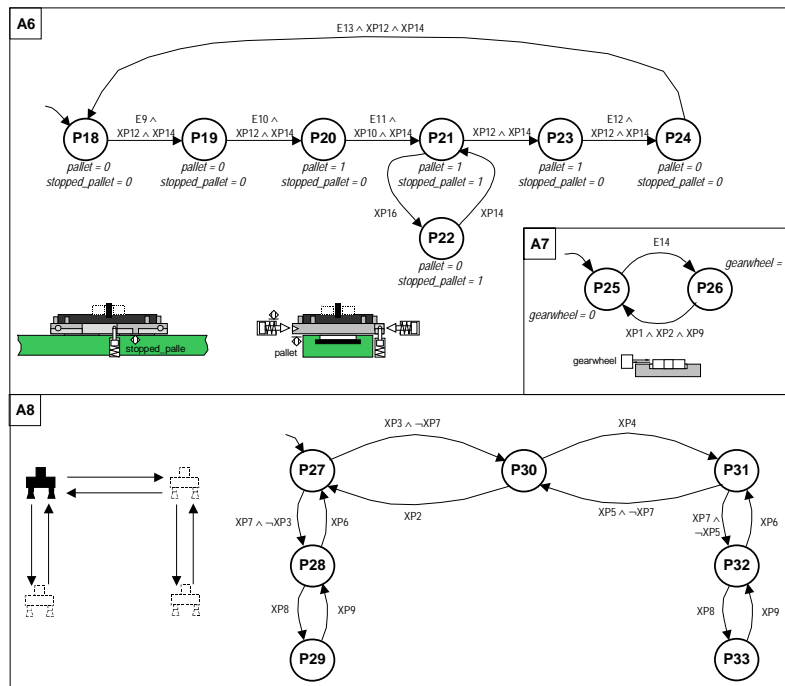 A6
E13 ∧ XP12 ∧ XP14
E9 ∧
XP12 ∧ XP14
E10 ∧
XP12 ∧ XP14
E11 ∧
XP10 ∧ XP14
XP12 ∧ XP14
E12 ∧
XP12 ∧ XP14
P18
P19
P20
P21
P23
P24
pallet = 0
stopped_pallet = 0
pallet = 0
stopped_pallet = 0
pallet = 1
stopped_pallet = 0
pallet = 1
stopped_pallet = 1
pallet = 1
stopped_pallet = 0
pallet = 0
stopped_pallet = 0
XP16
XP14
P22
pallet = 0
stopped_pallet = 1
stopped_palle
pallet
A7
E14
P25
P26
gearwheel =
gearwheel = 0
XP1 ∧ XP2 ∧ XP9
gearwheel
A8
XP3 ∧ ¬XP7
XP4
P27
P30
P31
XP2
XP5 ∧ ¬XP7
XP7 ∧ ¬XP3
XP6
XP7 ∧
¬XP5
XP6
P28
P32
XP8
XP9
XP8
XP9
P29
P33